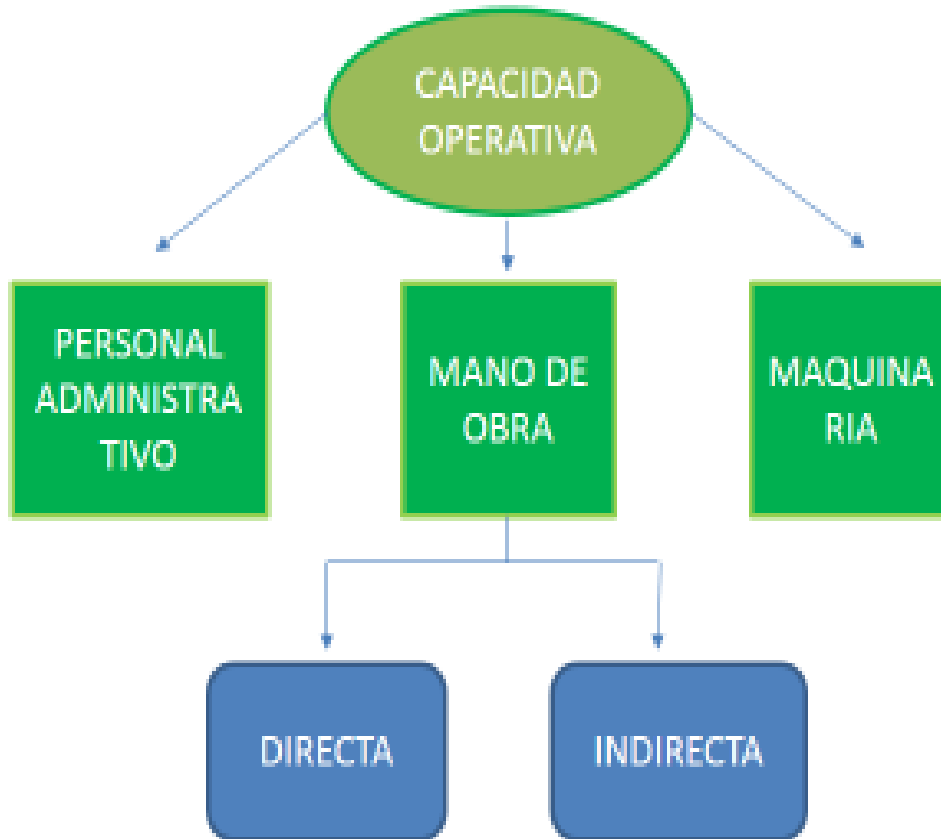 CAPACIDAD
OPERATIVA
PERSONAL
ADMINISTRA
TIVO
MANO DE
OBRA
MAQUINA
RIA
DIRECTA
INDIRECTA